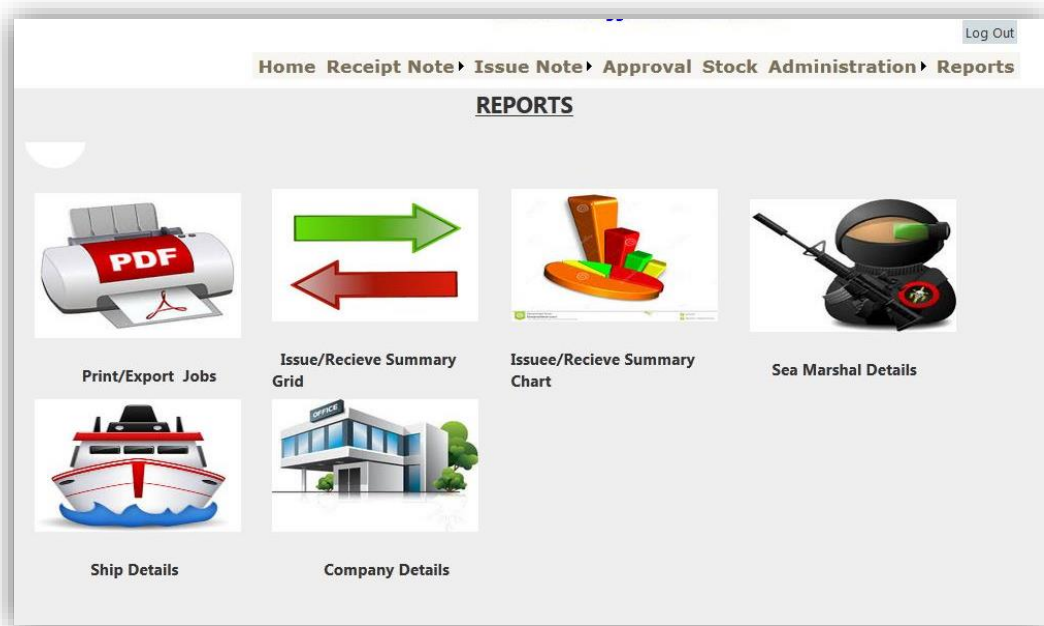 Log Out
Home Receipt Note Issue Note Approval Stock Administration Reports
REPORTS
PDF
Issue/Recieve Summary
Grid
Issuee/Recieve Summary
Chart
Print/Export Jobs
Sea Marshal Details
OFFICE
Ship Details
Company Details